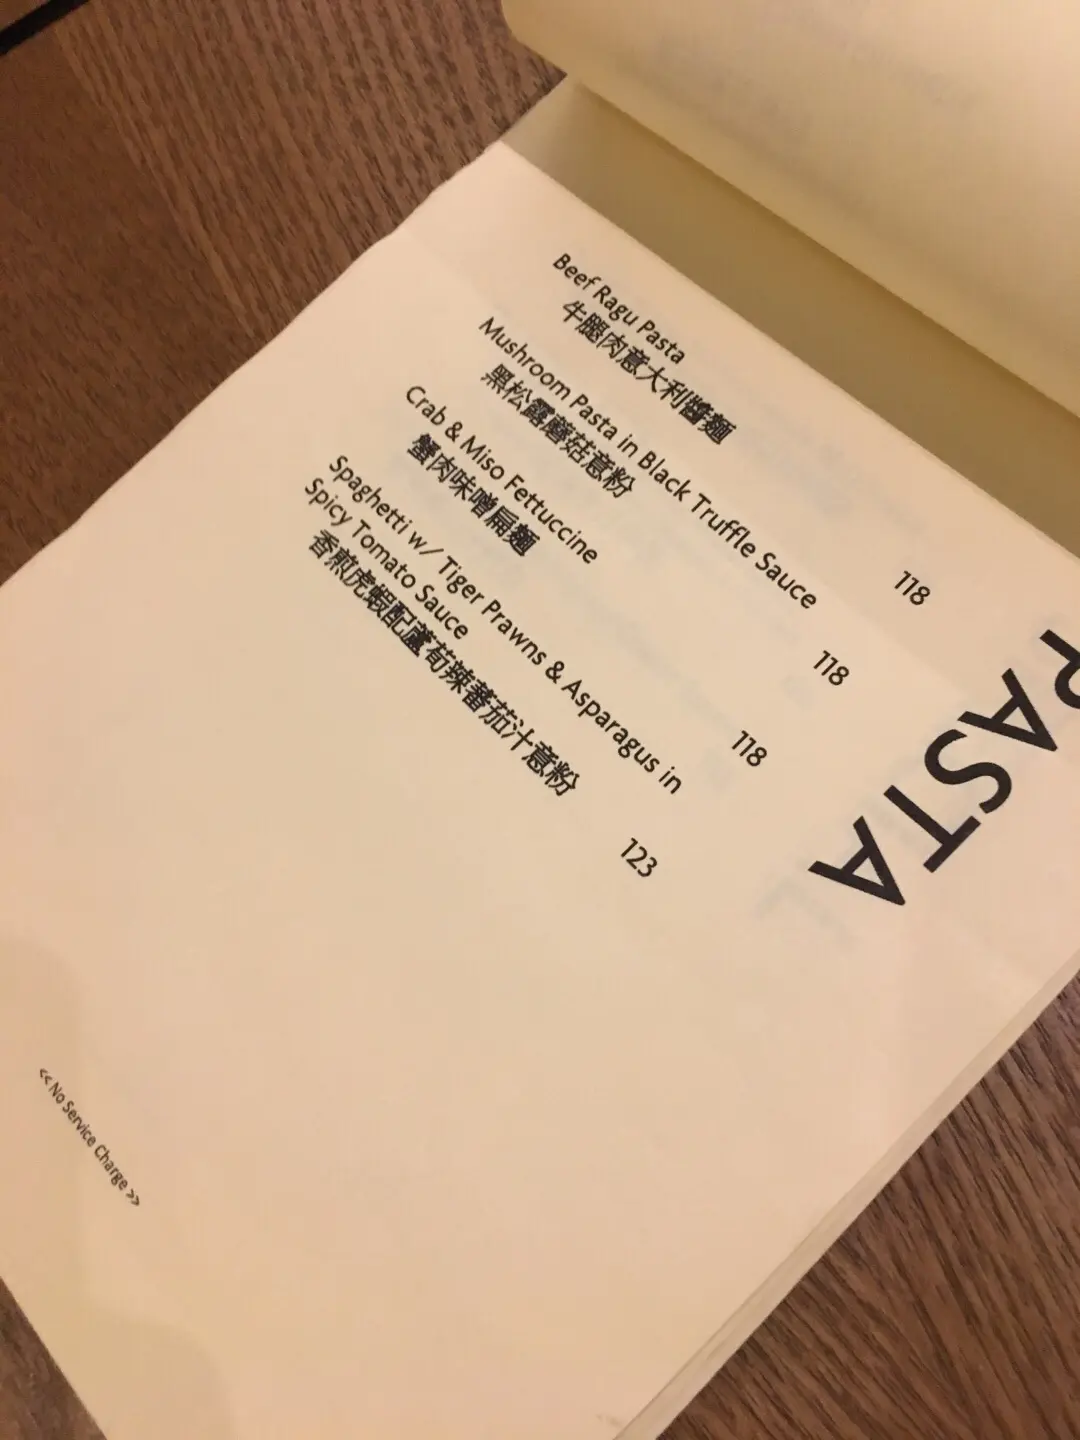 PASTA
Beef Ragu Pasta 118
牛腿肉意大利醬麵
Mushroom Pasta in Black Truffle Sauce 118
黑松露蘑菇意粉
Crab & Miso Fettuccine 118
蟹肉味噌扁麵
Spaghetti w/ Tiger Prawns & Asparagus in
Spicy Tomato Sauce 123
香煎虎蝦配蘆荀辣蕃茄汁意粉
<< No Service Charge >>